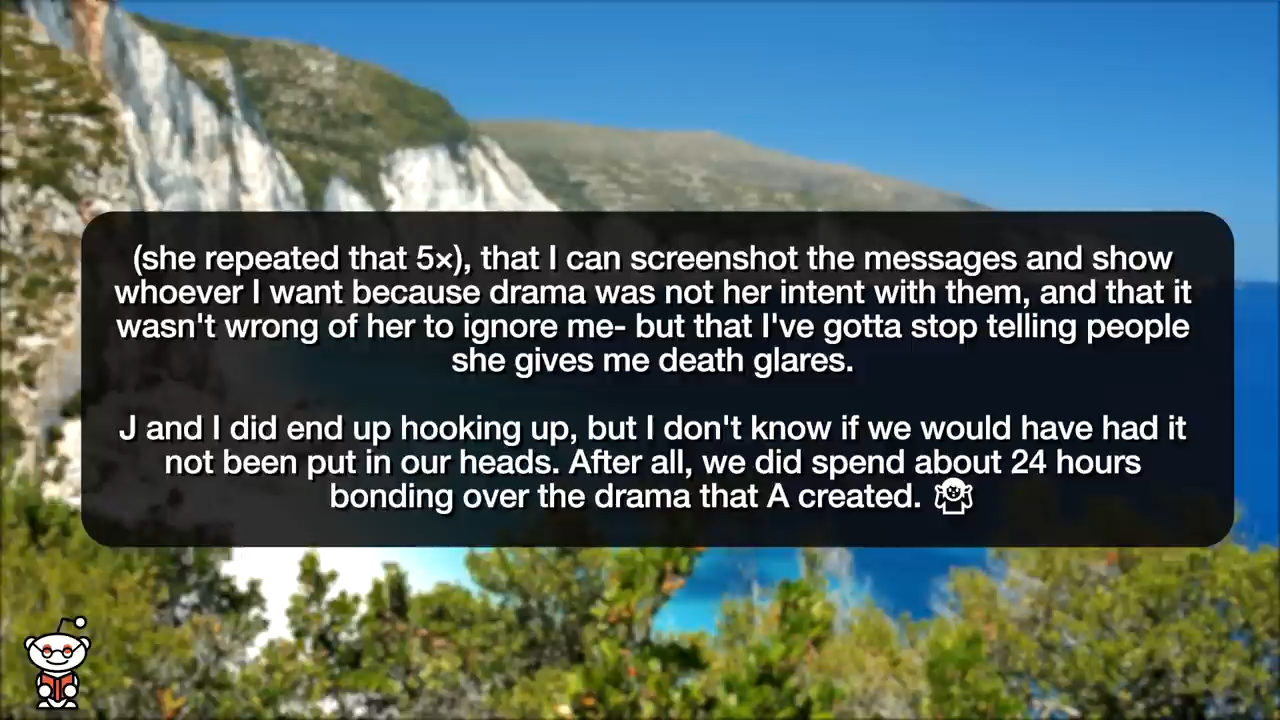 (she repeated that 5×), that I can screenshot the messages and show
whoever I want because drama was not her intent with them, and that it
wasn't wrong of her to ignore me- but that I've gotta stop telling people
she gives me death glares.
J and I did end up hooking up, but I don't know if we would have had it
not been put in our heads. After all, we did spend about 24 hours
bonding over the drama that A created.